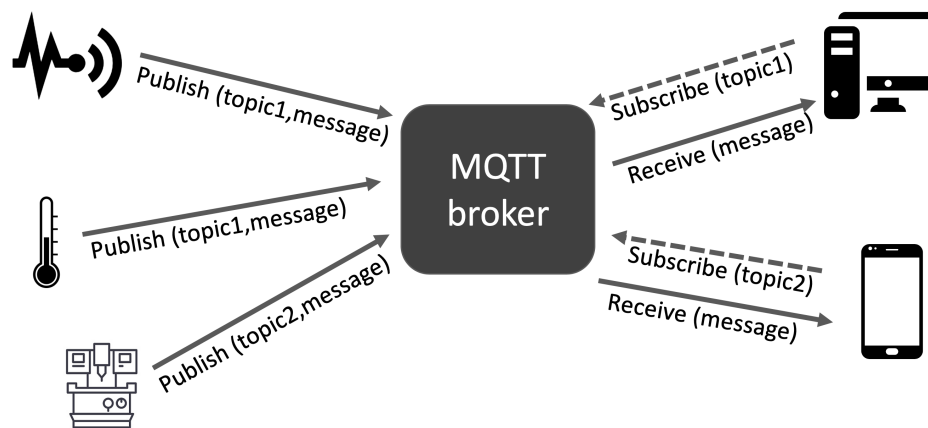 Publish (topic1,message)
Publish (topic1,message)
Publish (topic2,message)
MQTT
broker
Subscribe (topic1)
Receive (message)
Subscribe (topic2)
Receive (message)